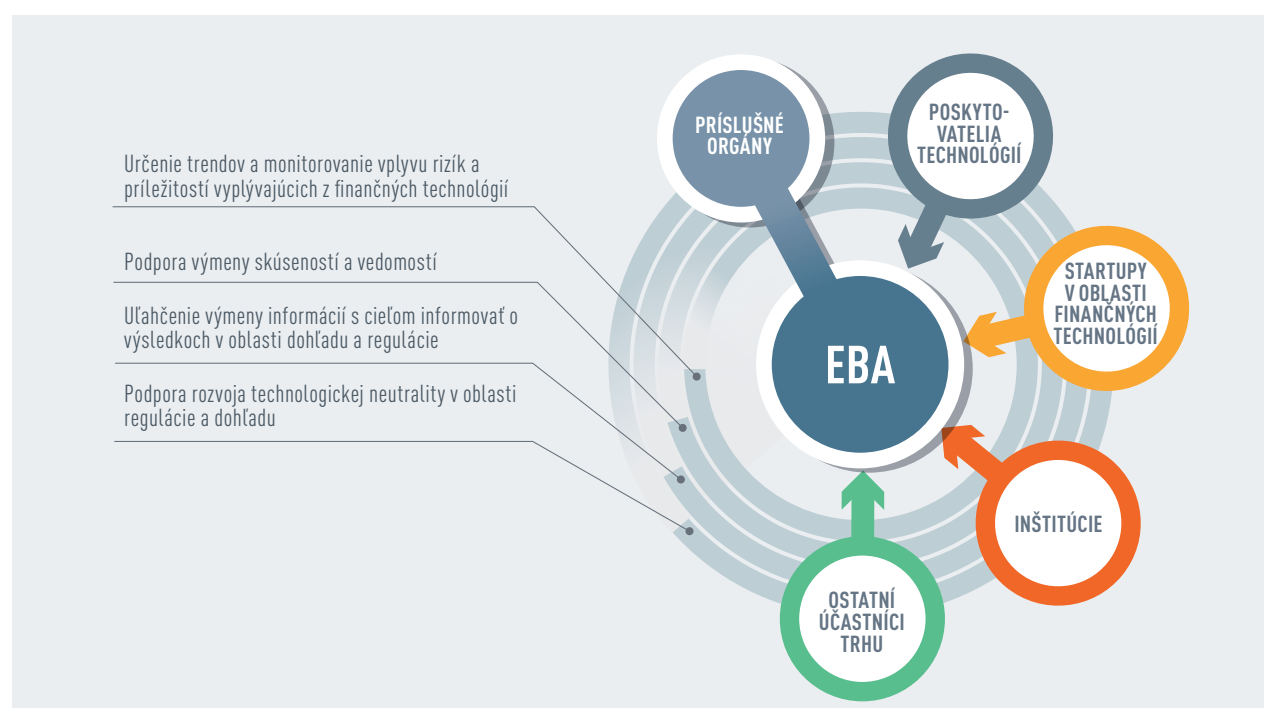 Určenie trendov a monitorovanie vplyvu rizík a
príležitostí vyplývajúcich z finančných technológií
Podpora výmeny skúseností a vedomostí
Uľahčenie výmeny informácií s cieľom informovať o
výsledkoch v oblasti dohľadu a regulácie
Podpora rozvoja technologickej neutrality v oblasti
regulácie a dohľadu
PRÍSLUŠNÉ
ORGÁNY
POSKYTO-
VATELIA
TECHNOLÓGIÍ
STARTUPY
V OBLASTI
FINANČNÝCH
TECHNOLÓGIÍ
EBA
INŠTITÚCIE
OSTATNÍ
ÚČASTNÍCI
TRHU